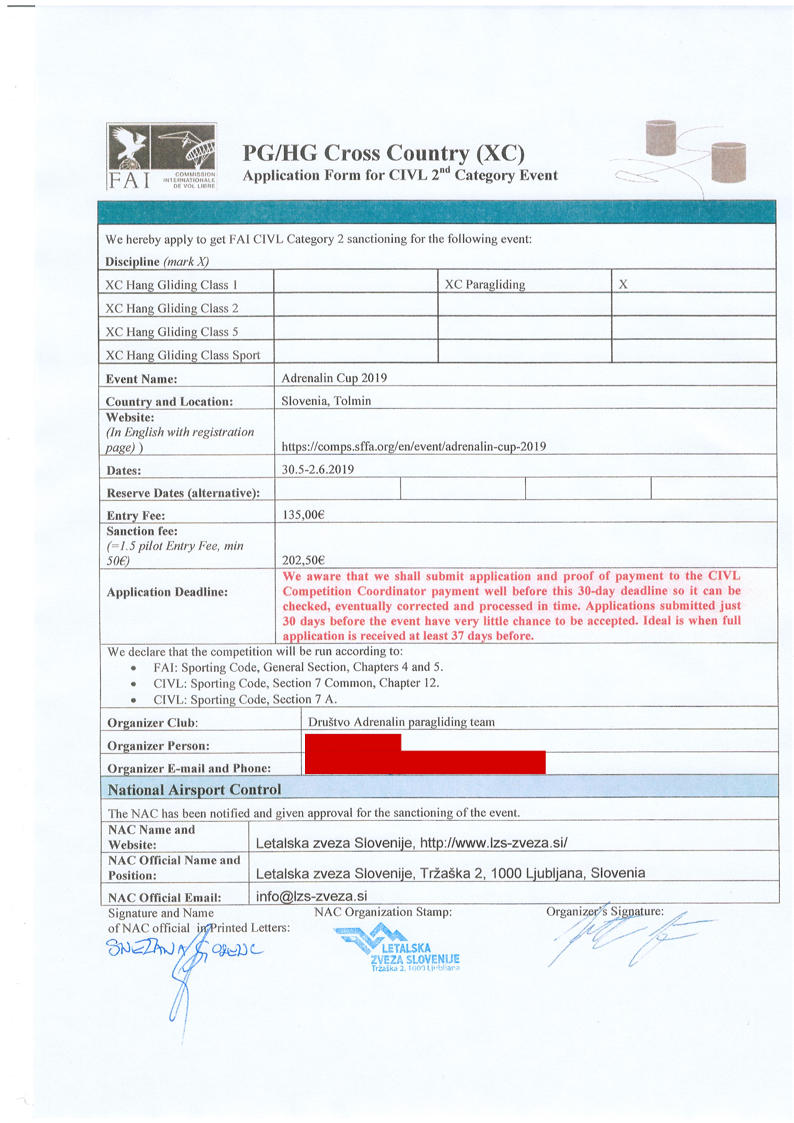 FAI
COMMISSION
INTERNATIONALE
DE VOL LIBRE
PG/HG Cross Country (XC)
Application Form for CIVL 2nd Category Event
We hereby apply to get FAI CIVL Category 2 sanctioning for the following event:
Discipline (mark X)
XC Hang Gliding Class 1 XC Paragliding X
XC Hang Gliding Class 2
XC Hang Gliding Class 5
XC Hang Gliding Class Sport
Event Name: Adrenalin Cup 2019
Country and Location: Slovenia, Tolmin
Website:
(In English with registration
page) ) https://comps.sffa.org/en/event/adrenalin-cup-2019
Dates: 30.5-2.6.2019
Reserve Dates (alternative):
Entry Fee: 135,00€
Sanction fee:
(=1.5 pilot Entry Fee, min
50€) 202,50€
Application Deadline:
We aware that we shall submit application and proof of payment to the CIVL
Competition Coordinator payment well before this 30-day deadline so it can be
checked, eventually corrected and processed in time. Applications submitted just
30 days before the event have very little chance to be accepted. Ideal is when full
application is received at least 37 days before.
We declare that the competition will be run according to:
• FAI: Sporting Code, General Section, Chapters 4 and 5.
• CIVL: Sporting Code, Section 7 Common, Chapter 12.
• CIVL: Sporting Code, Section 7 A.
Organizer Club: Društvo Adrenalin paragliding team
Organizer Person:
Organizer E-mail and Phone:
National Airsport Control
The NAC has been notified and given approval for the sanctioning of the event.
NAC Name and
Website: Letalska zveza Slovenije, http://www.lzs-zveza.si/
NAC Official Name and
Position: Letalska zveza Slovenije, Tržaška 2, 1000 Ljubljana, Slovenia
NAC Official Email: info@lzs-zveza.si
Signature and Name NAC Organization Stamp: Organizer's Signature:
of NAC official in Printed Letters:
SNEŽANA
LETALSKA
ZVEZA SLOVENIJE
Tržaška 2, 1000 Ljubljana